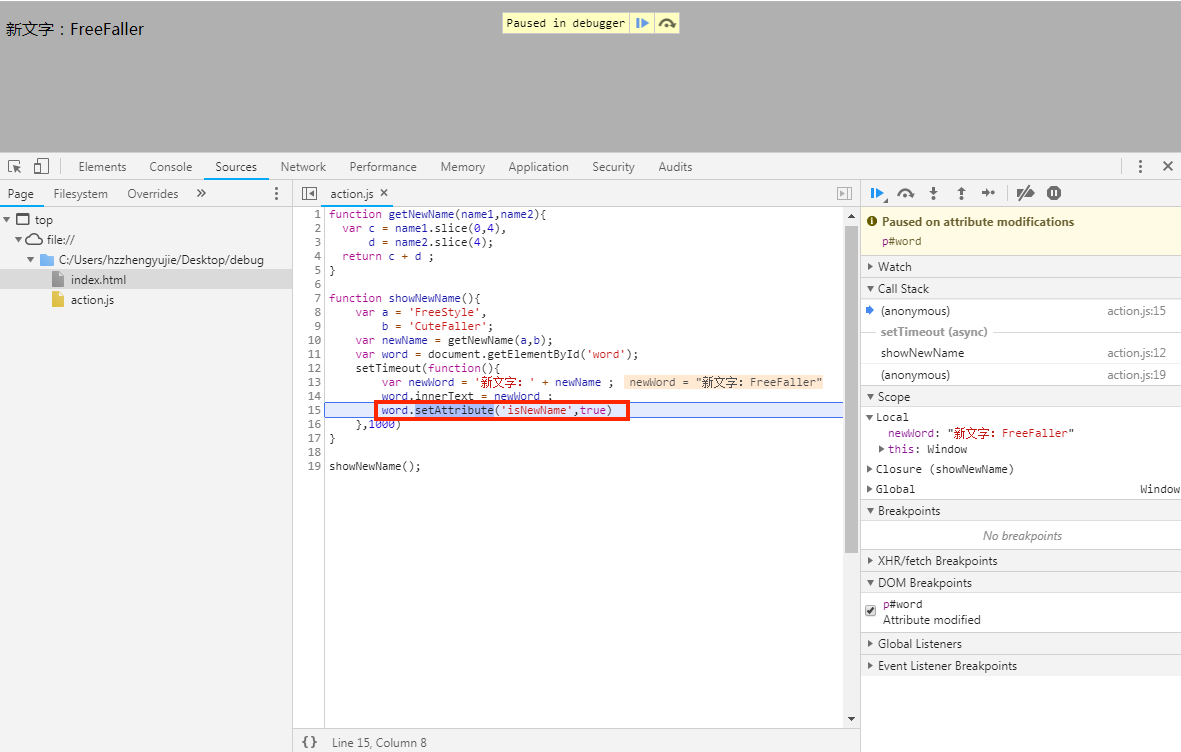 新文字：FreeFaller
Paused in debugger
Elements Console Sources Network Performance Memory Application Security Audits
Page Filesystem Overrides »
top
file://
C:/Users/hzzhengyujie/Desktop/debug
index.html
action.js
action.js ×
1 function getNewName(name1,name2){
2 var c = name1.slice(0,4),
3 d = name2.slice(4);
4 return c + d ;
5 }
6
7 function showNewName(){
8 var a = 'FreeStyle',
9 b = 'CuteFaller';
10 var newName = getNewName(a,b);
11 var word = document.getElementById('word');
12 setTimeout(function(){
13 var newWord = '新文字：' + newName ; newWord = "新文字：FreeFaller"
14 word.innerText = newWord ;
15 word.setAttribute('isNewName',true)
16 },1000)
17 }
18
19 showNewName();
{} Line 15, Column 8
Paused on attribute modifications
p#word
Watch
Call Stack
(anonymous) action.js:15
setTimeout (async)
showNewName action.js:12
(anonymous) action.js:19
Scope
Local
newWord: "新文字：FreeFaller"
this: Window
Closure (showNewName)
Global Window
Breakpoints
No breakpoints
XHR/fetch Breakpoints
DOM Breakpoints
p#word
Attribute modified
Global Listeners
Event Listener Breakpoints